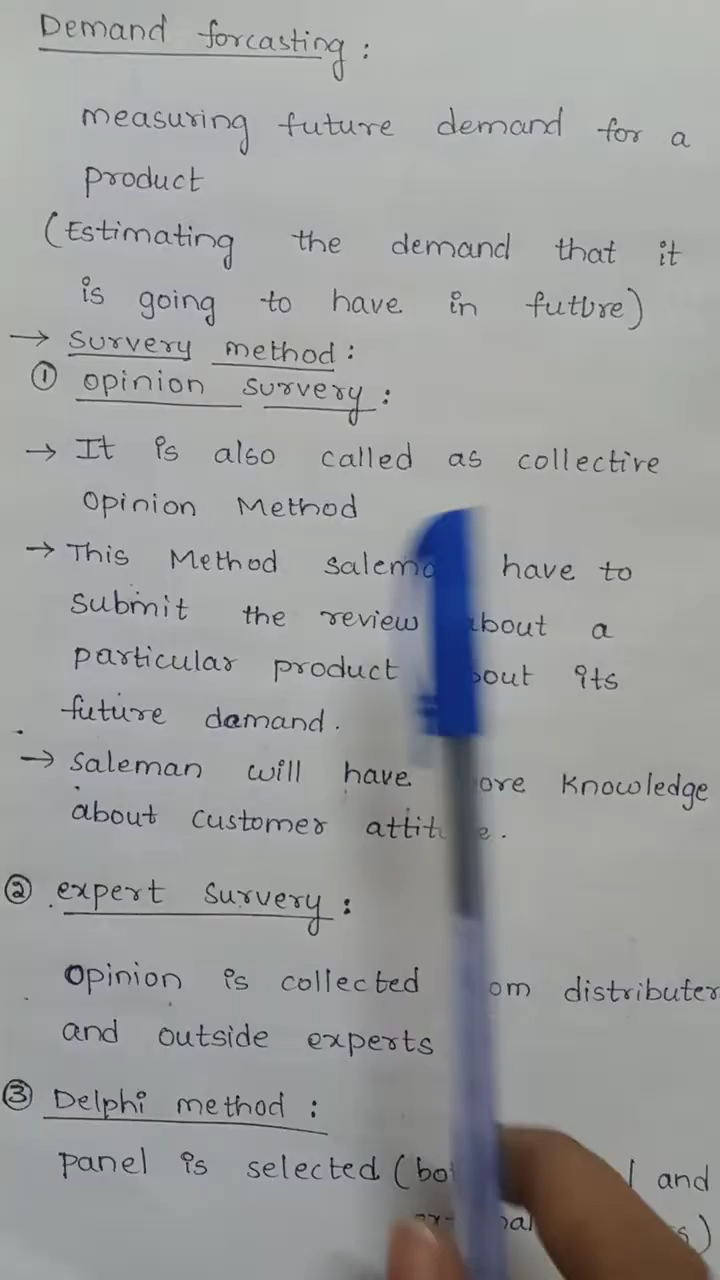 Demand forcasting:
measuring future demand for a
product
(Estimating the demand that it
is going to have in future)
→ survery method:
① opinion survery:
→ It is also called as collective
opinion Method
→ This Method have to
submit the review about a
particular product its
future demand.
→ saleman will have knowledge
about customer
② expert survery:
opinion is collected distributer
and outside experts
③ Delphi method:
panel is selected ( and